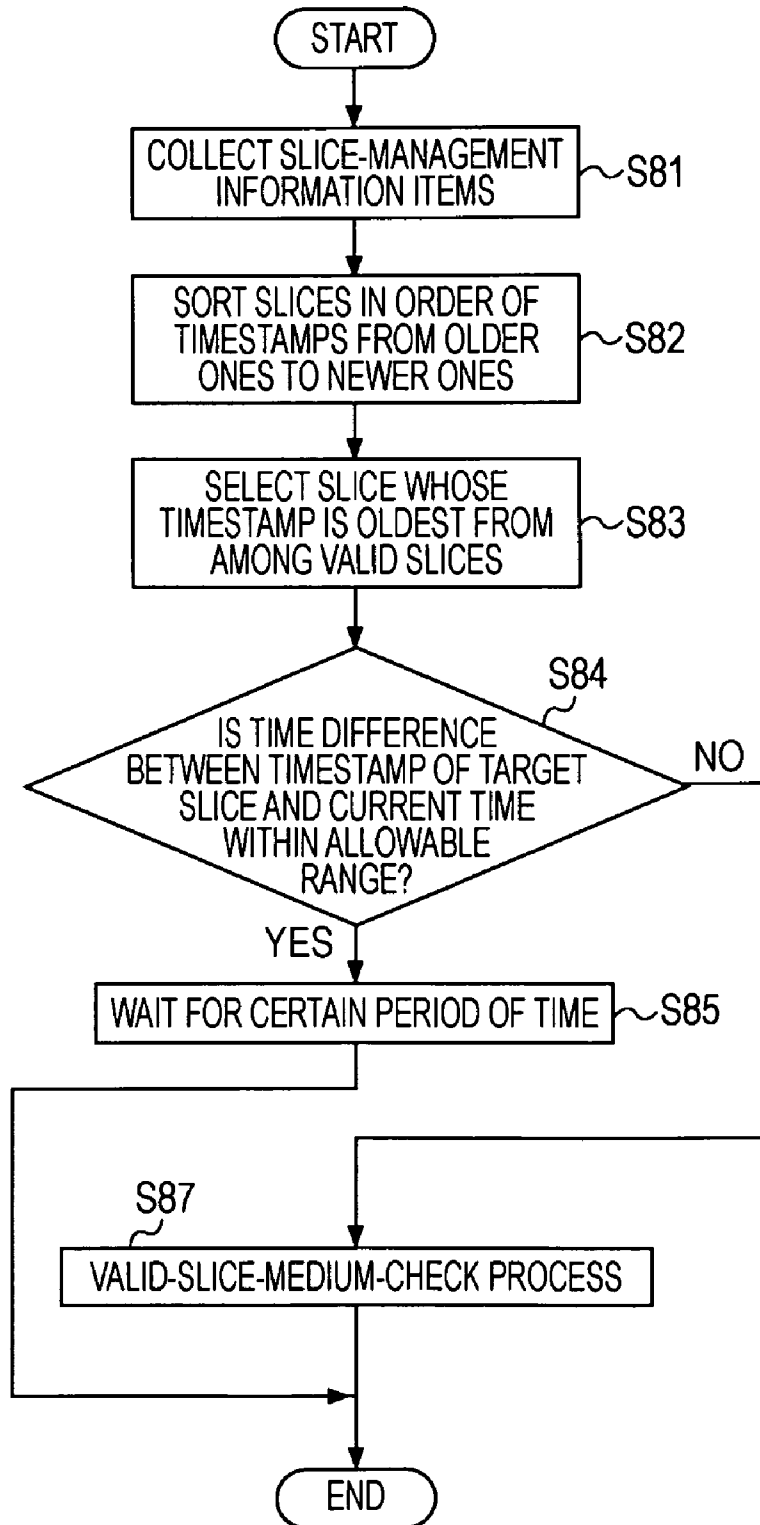 START
COLLECT SLICE-MANAGEMENT
INFORMATION ITEMS
S81
SORT SLICES IN ORDER OF
TIMESTAMPS FROM OLDER
ONES TO NEWER ONES
S82
SELECT SLICE WHOSE
TIMESTAMP IS OLDEST FROM
AMONG VALID SLICES
S83
S84
IS TIME DIFFERENCE
BETWEEN TIMESTAMP OF TARGET
SLICE AND CURRENT TIME
WITHIN ALLOWABLE
RANGE?
NO
YES
WAIT FOR CERTAIN PERIOD OF TIME
S85
S87
VALID-SLICE-MEDIUM-CHECK PROCESS
END